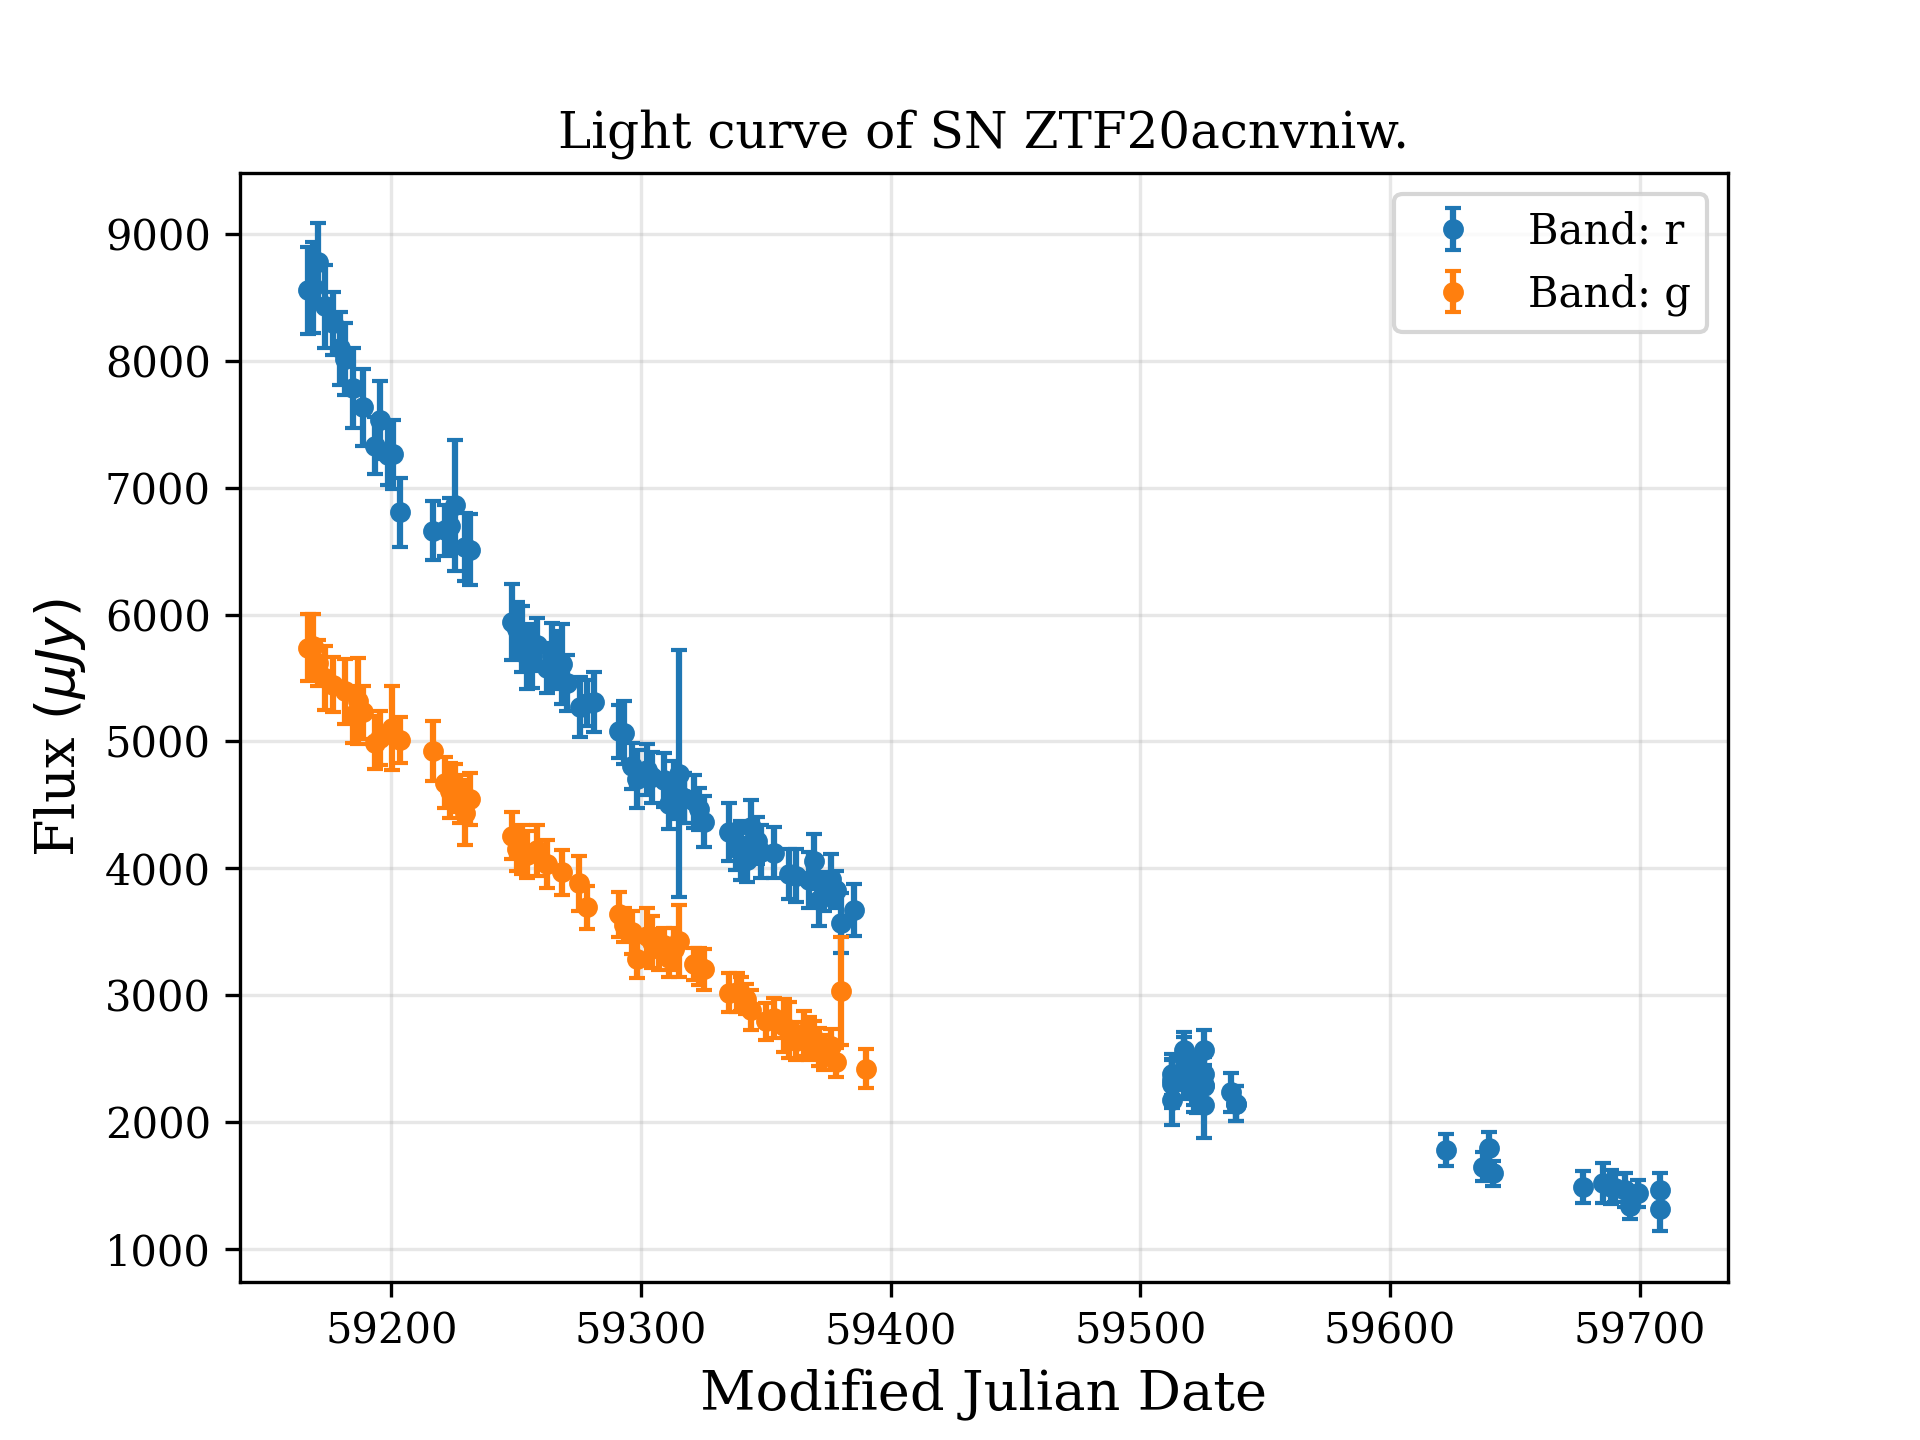 Light curve of SN ZTF20acnvniw.
Band: r
Band: g
9000
8000
7000
6000
5000
4000
3000
2000
1000
Flux (μJy)
59200 59300 59400 59500 59600 59700
Modified Julian Date